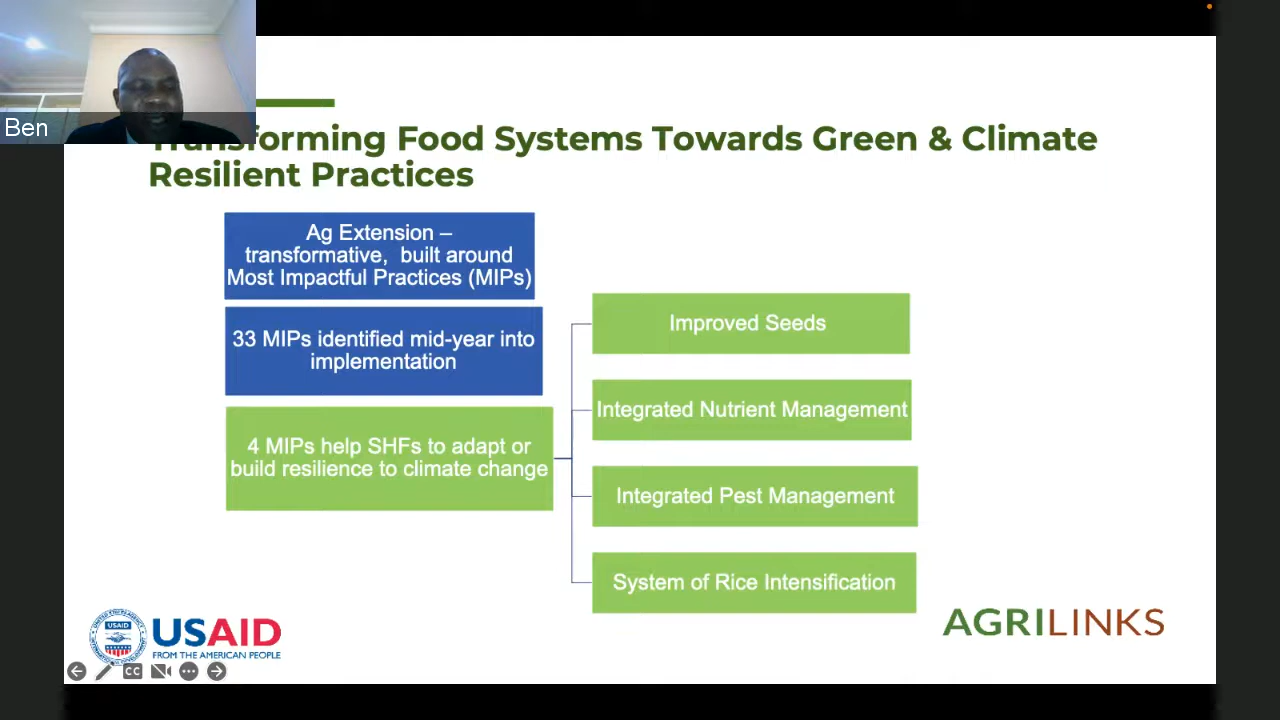 Ben
Transforming Food Systems Towards Green & Climate
Resilient Practices
Ag Extension –
transformative, built around
Most Impactful Practices (MIPs)
33 MIPs identified mid-year into
implementation
4 MIPs help SHFs to adapt or
build resilience to climate change
Improved Seeds
Integrated Nutrient Management
Integrated Pest Management
System of Rice Intensification
USAID
USAID
FROM THE AMERICAN PEOPLE
CC
AGRILINKS